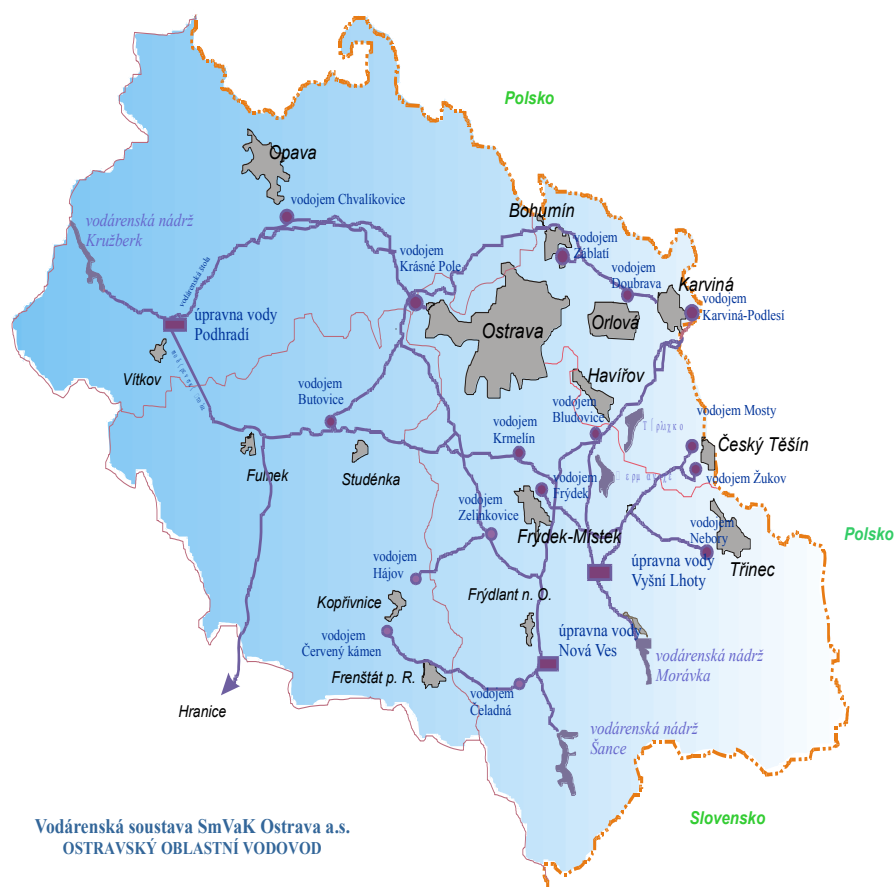 Polsko
Opava
vodojem Chvalíkovice
vodárenská nádrž
Kružberk
Bohumín
vodojem
Záblatí
vodojem
Krásné Pole
vodojem
Doubrava
Karviná
vodojem
Karviná-Podlesí
vodárenská štola
úpravna vody
Podhradí
Ostrava
Orlová
Vítkov
Havířov
vodojem
Butovice
vodojem
Bludovice
vodojem Mosty
vodojem
Krmelín
Český Těšín
Fulnek
Studénka
vodojem
Frýdek
vodojem Žukov
vodojem
Zelinkovice
Frýdek-Místek
vodojem
Nebory
Polsko
vodojem
Hájov
úpravna vody
Vyšní Lhoty
Třinec
Kopřivnice
Frýdlant n. O.
vodojem
Červený kámen
úpravna vody
Nová Ves
vodárenská nádrž
Morávka
Frenštát p. R.
vodojem
Čeladná
Hranice
vodárenská nádrž
Šance
Slovensko
Vodárenská soustava SmVaK Ostrava a.s.
OSTRAVSKÝ OBLASTNÍ VODOVOD